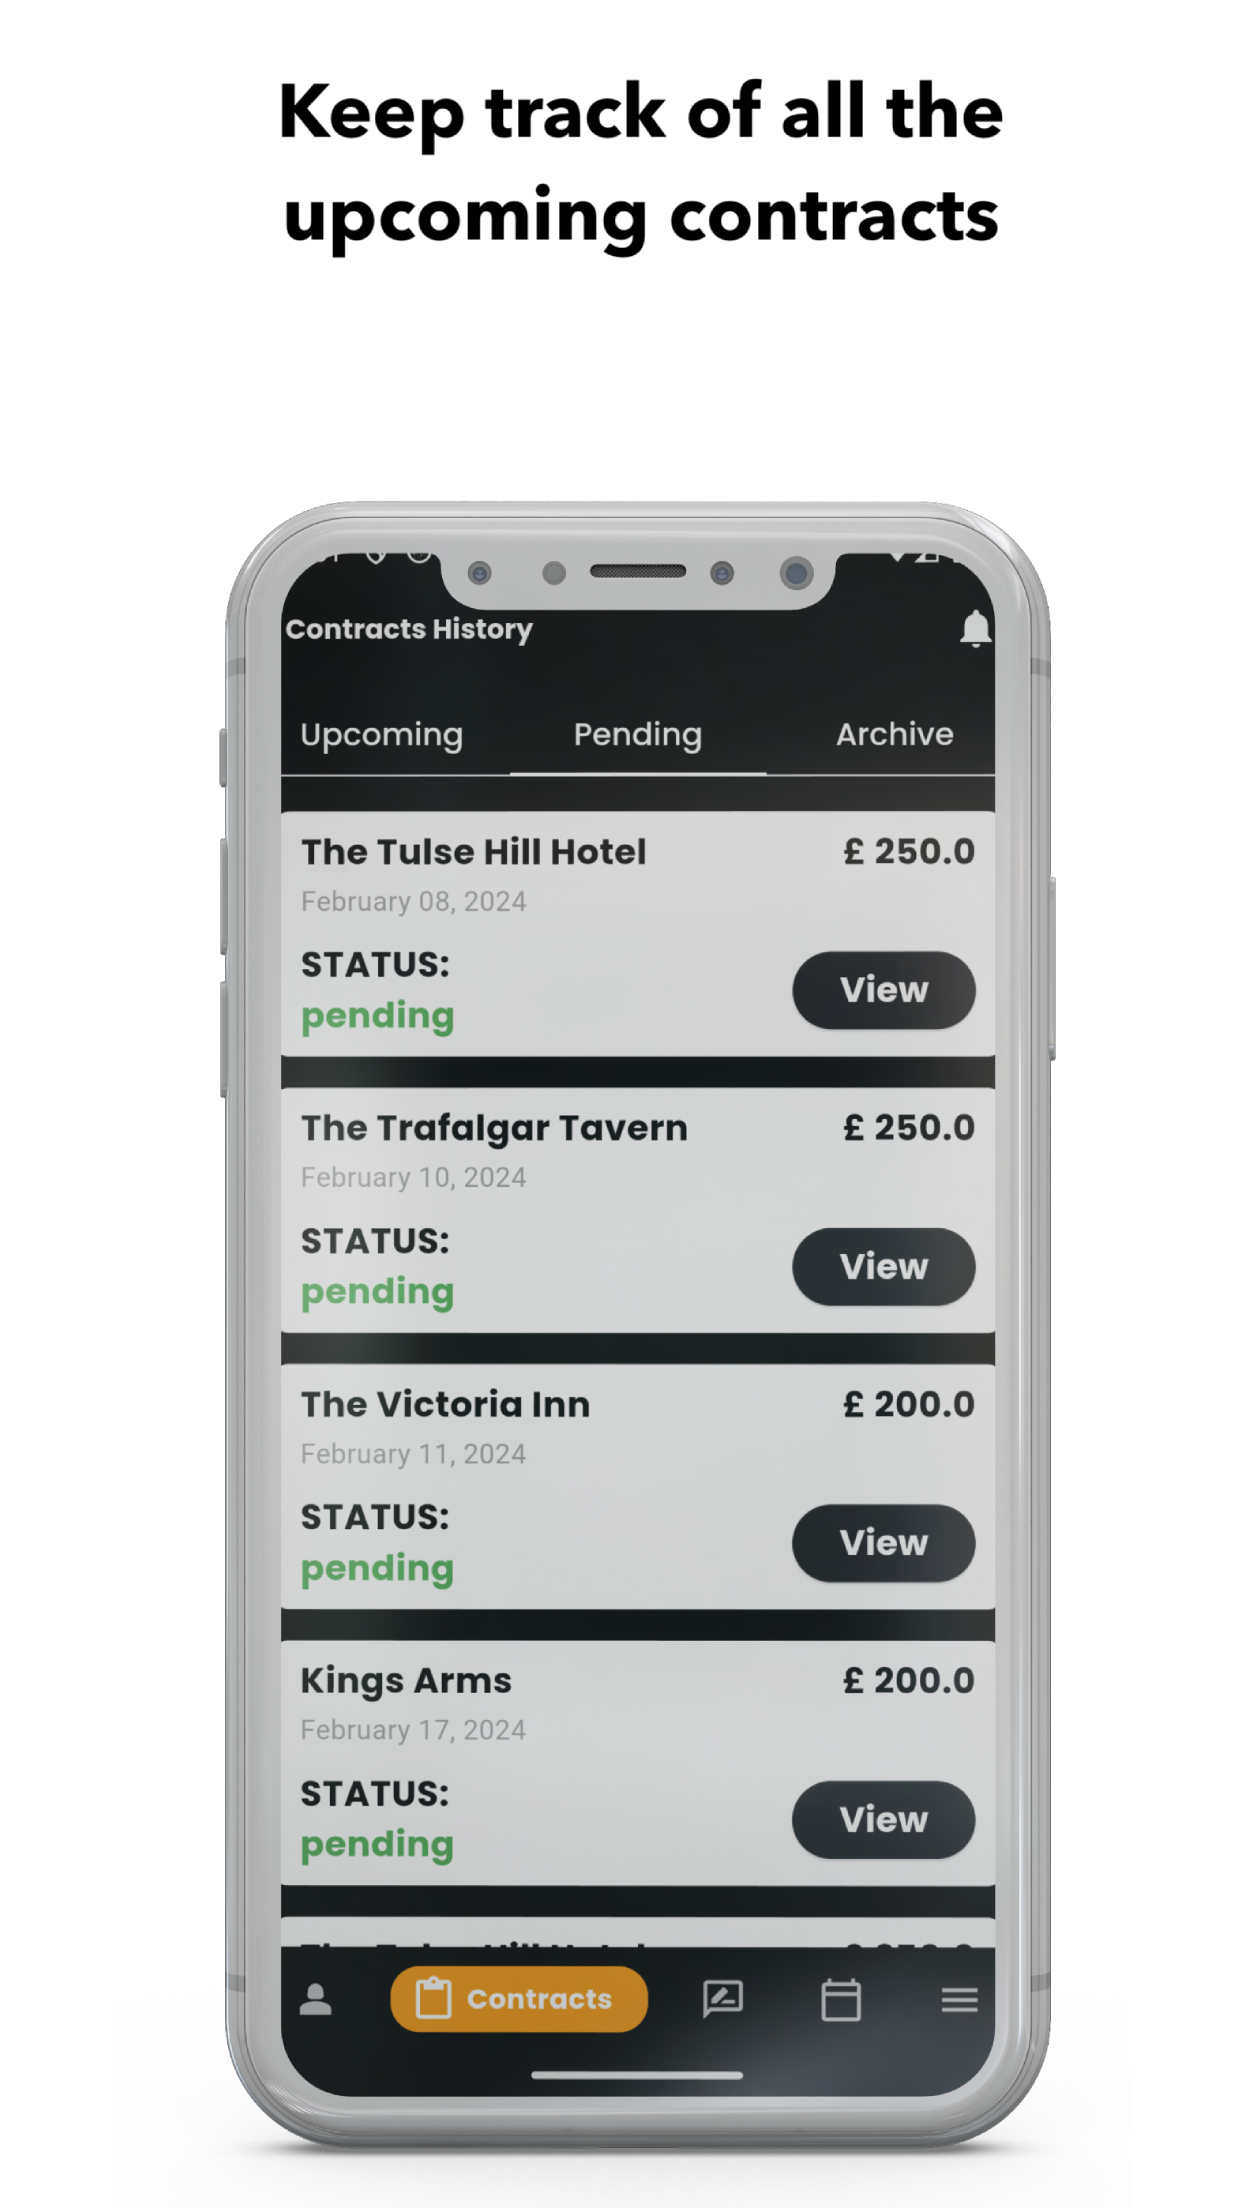 Keep track of all the
upcoming contracts
Contracts History
Upcoming Pending Archive
The Tulse Hill Hotel £ 250.0
February 08, 2024
STATUS:
pending
View
The Trafalgar Tavern £ 250.0
February 10, 2024
STATUS:
pending
View
The Victoria Inn £ 200.0
February 11, 2024
STATUS:
pending
View
Kings Arms £ 200.0
February 17, 2024
STATUS:
pending
View
Contracts